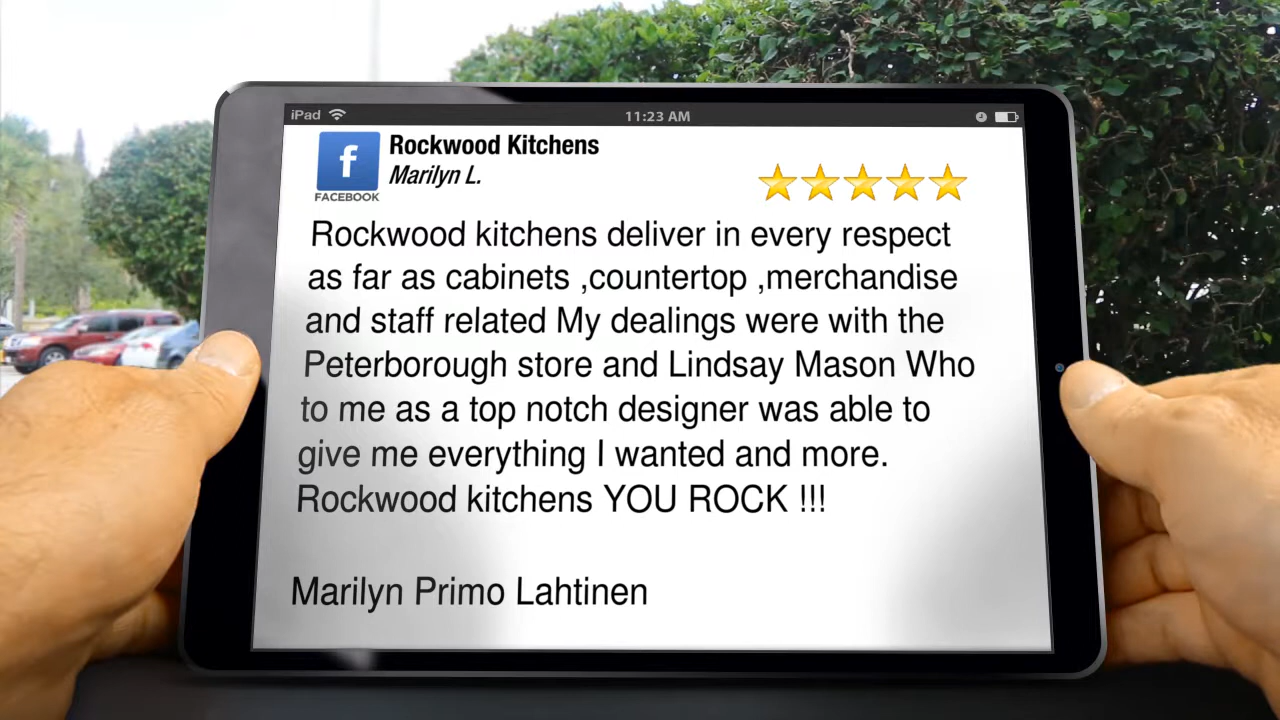 iPad
11:23 AM
f
Rockwood Kitchens
Marilyn L.
FACEBOOK
Rockwood kitchens deliver in every respect
as far as cabinets ,countertop ,merchandise
and staff related My dealings were with the
Peterborough store and Lindsay Mason Who
to me as a top notch designer was able to
give me everything I wanted and more.
Rockwood kitchens YOU ROCK !!!
Marilyn Primo Lahtinen